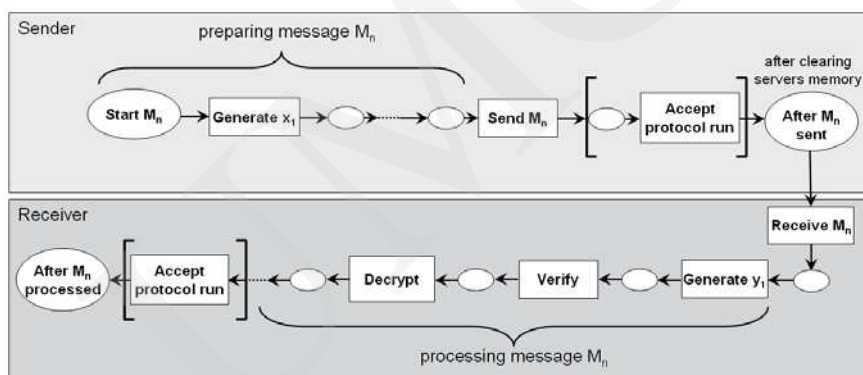 Sender
preparing message Mn
after clearing
servers memory
Start Mn
Generate x1
Send Mn
Accept
protocol run
After Mn
sent
Receiver
Receive Mn
After Mn
processed
Accept
protocol run
Decrypt
Verify
Generate y1
processing message Mn